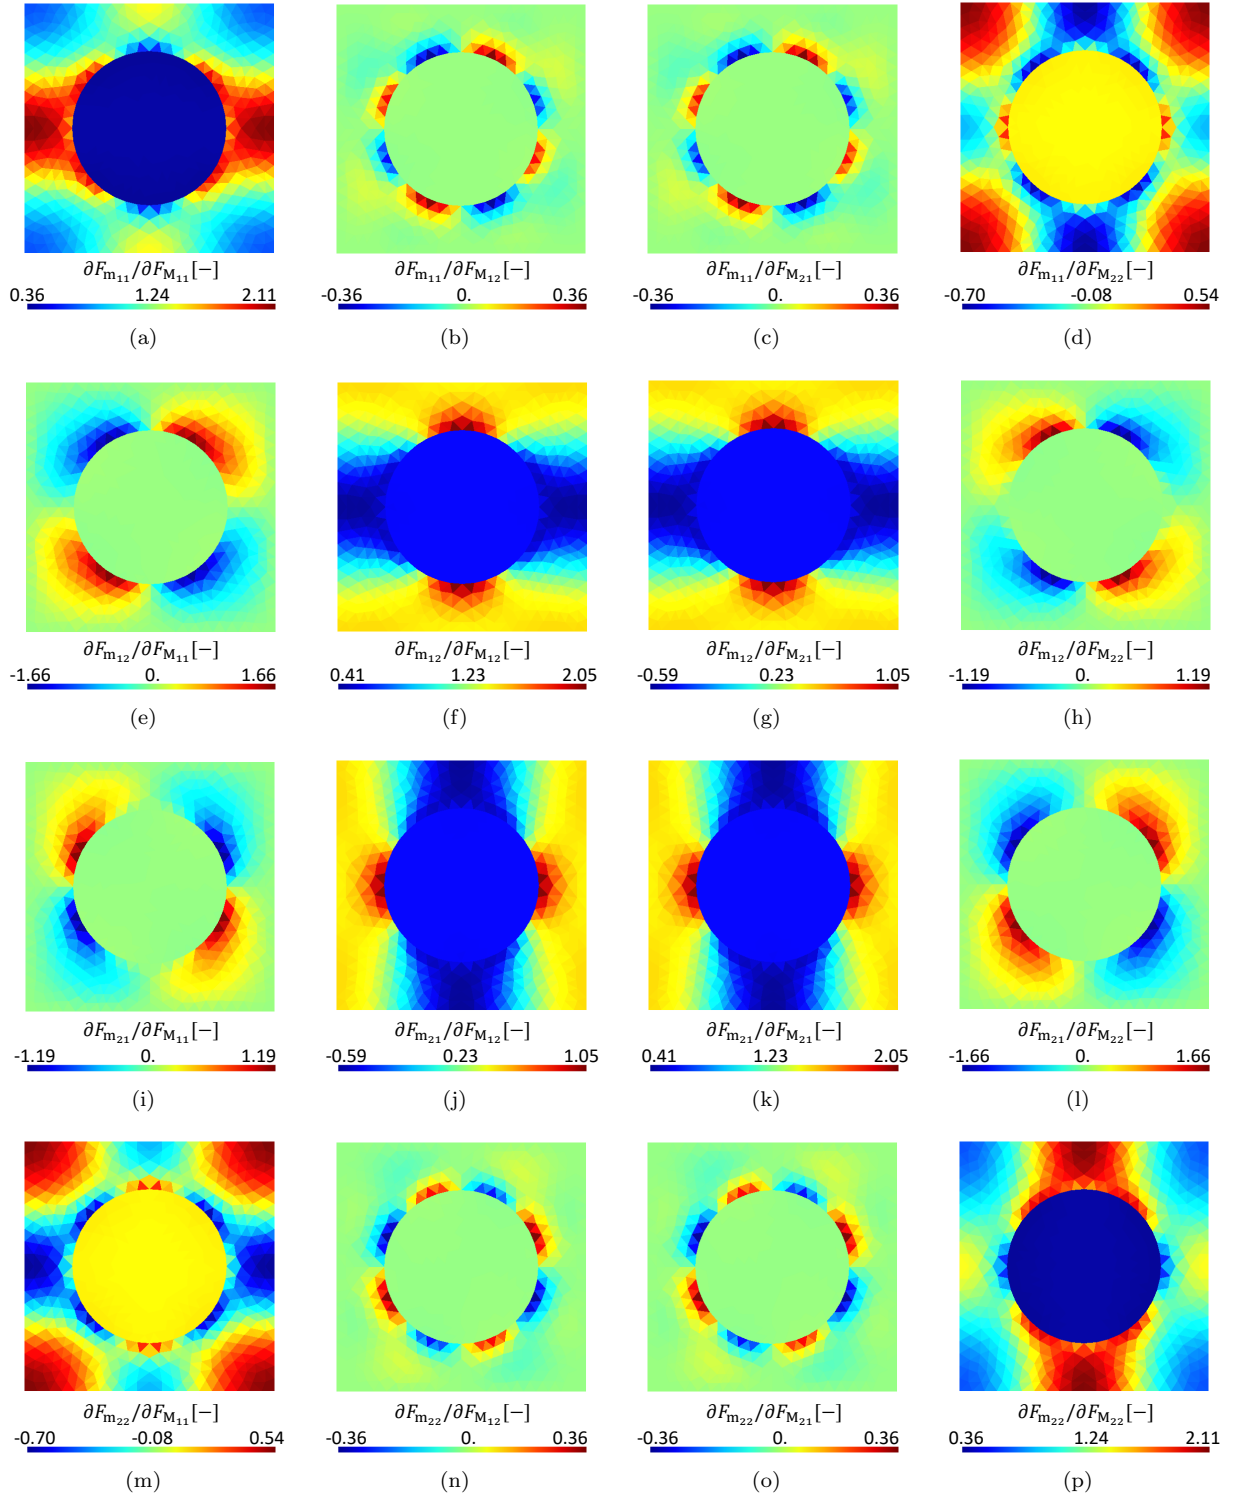 ∂F_m₁₁/∂F_M₁₁[−] ∂F_m₁₁/∂F_M₁₂[−] ∂F_m₁₁/∂F_M₂₁[−] ∂F_m₁₁/∂F_M₂₂[−]
0.36 1.24 2.11 -0.36 0. 0.36 -0.36 0. 0.36 -0.70 -0.08 0.54
(a) (b) (c) (d)
∂F_m₁₂/∂F_M₁₁[−] ∂F_m₁₂/∂F_M₁₂[−] ∂F_m₁₂/∂F_M₂₁[−] ∂F_m₁₂/∂F_M₂₂[−]
-1.66 0. 1.66 0.41 1.23 2.05 -0.59 0.23 1.05 -1.19 0. 1.19
(e) (f) (g) (h)
∂F_m₂₁/∂F_M₁₁[−] ∂F_m₂₁/∂F_M₁₂[−] ∂F_m₂₁/∂F_M₂₁[−] ∂F_m₂₁/∂F_M₂₂[−]
-1.19 0. 1.19 -0.59 0.23 1.05 0.41 1.23 2.05 -1.66 0. 1.66
(i) (j) (k) (l)
∂F_m₂₂/∂F_M₁₁[−] ∂F_m₂₂/∂F_M₁₂[−] ∂F_m₂₂/∂F_M₂₁[−] ∂F_m₂₂/∂F_M₂₂[−]
-0.70 -0.08 0.54 -0.36 0. 0.36 -0.36 0. 0.36 0.36 1.24 2.11
(m) (n) (o) (p)